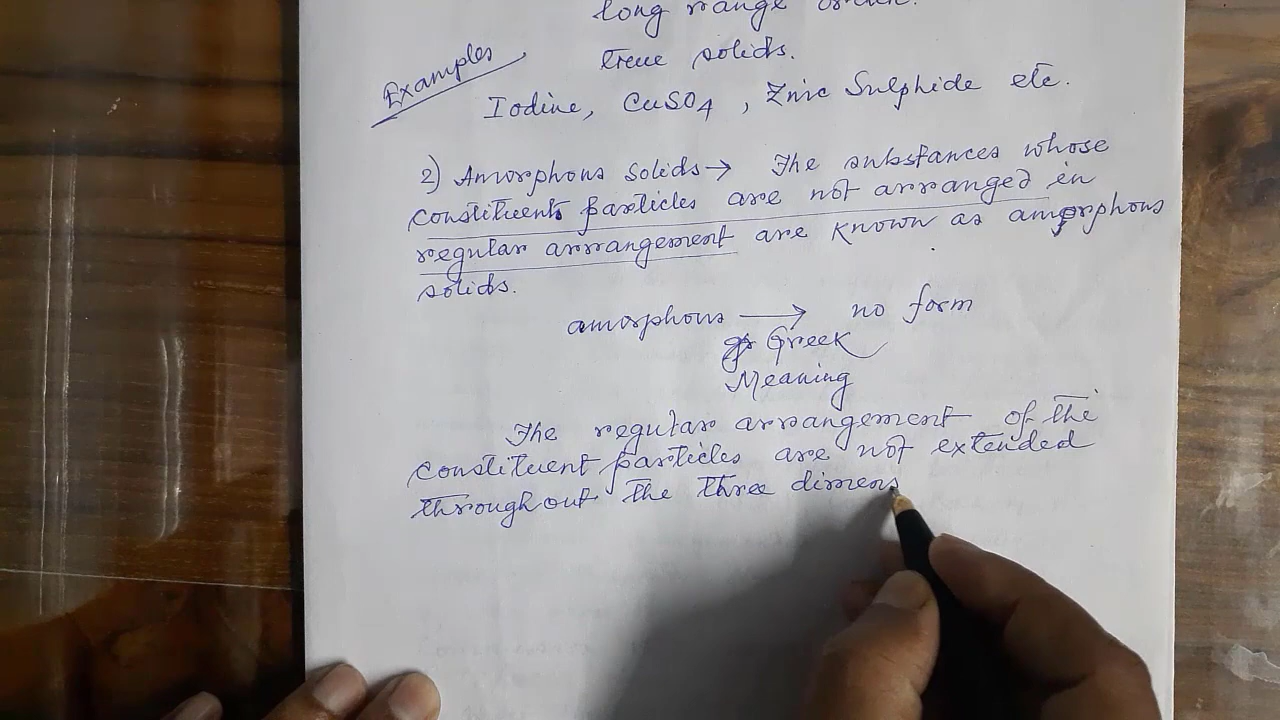 long range order.
Examples
true solids.
Iodine, CuSO4, Zinc Sulphide etc.
2) Amorphous Solids → The substances whose
constituents particles are not arranged in
regular arrangement are known as amorphous
solids.
amorphous → no form
Greek
Meaning
The regular arrangement of the
constituent particles are not extended
throughout the three dimens